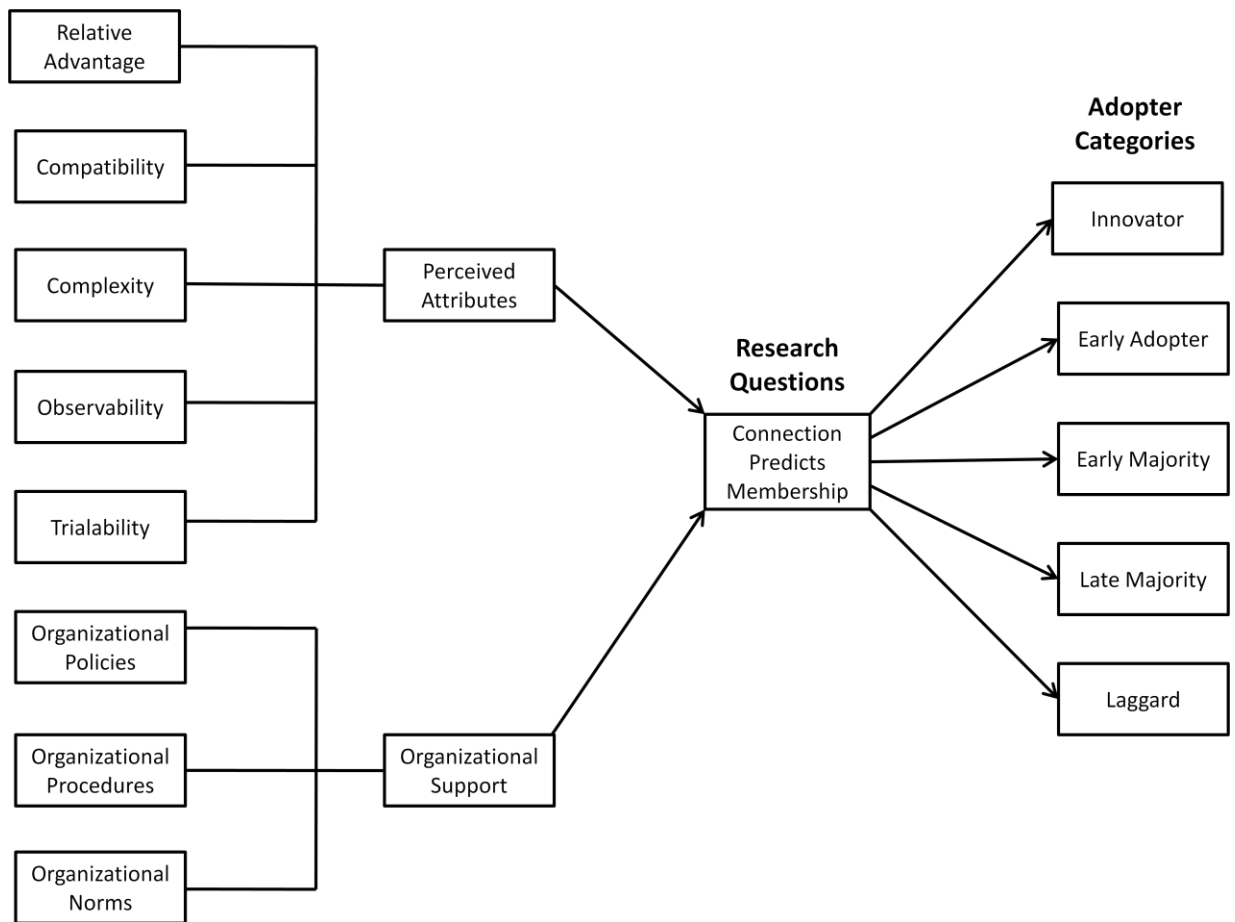 Relative
Advantage
Compatibility
Complexity
Observability
Trialability
Organizational
Policies
Organizational
Procedures
Organizational
Norms
Perceived
Attributes
Organizational
Support
Research
Questions
Connection
Predicts
Membership
Adopter
Categories
Innovator
Early Adopter
Early Majority
Late Majority
Laggard